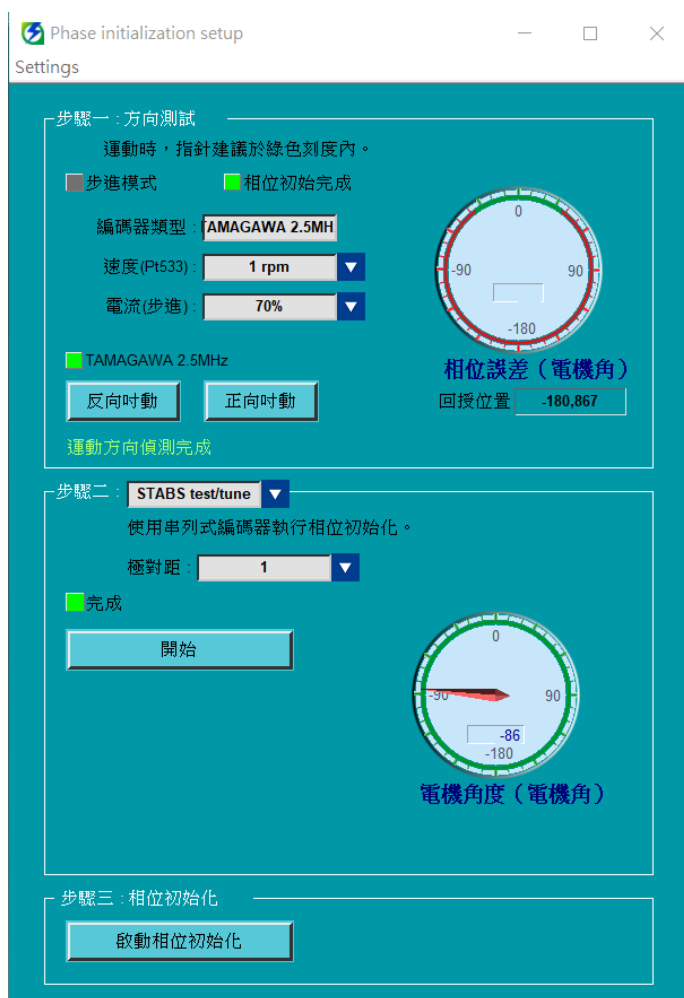 Phase initialization setup
Settings
步驟一 : 方向測試
運動時，指針建議於綠色刻度內。
步進模式 相位初始完成
編碼器類型 : TAMAGAWA 2.5MH
速度(Pt533) : 1 rpm
電流(步進) : 70%
0
-90 90
-180
TAMAGAWA 2.5MHz
相位誤差（電機角）
反向吋動 正向吋動
回授位置 -180,867
運動方向偵測完成
步驟二 : STABS test/tune
使用串列式編碼器執行相位初始化。
極對距 : 1
完成
開始
0
-90 90
-86
-180
電機角度（電機角）
步驟三 : 相位初始化
啟動相位初始化